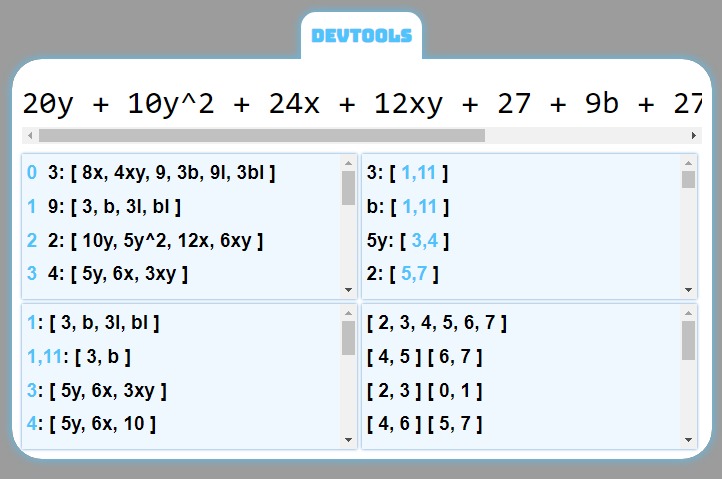 DEVTOOLS
20y + 10y^2 + 24x + 12xy + 27 + 9b + 27
0 3: [ 8x, 4xy, 9, 3b, 9l, 3bl ]
1 9: [ 3, b, 3l, bl ]
2 2: [ 10y, 5y^2, 12x, 6xy ]
3 4: [ 5y, 6x, 3xy ]
3: [ 1,11 ]
b: [ 1,11 ]
5y: [ 3,4 ]
2: [ 5,7 ]
1: [ 3, b, 3l, bl ]
1,11: [ 3, b ]
3: [ 5y, 6x, 3xy ]
4: [ 5y, 6x, 10 ]
[ 2, 3, 4, 5, 6, 7 ]
[ 4, 5 ] [ 6, 7 ]
[ 2, 3 ] [ 0, 1 ]
[ 4, 6 ] [ 5, 7 ]